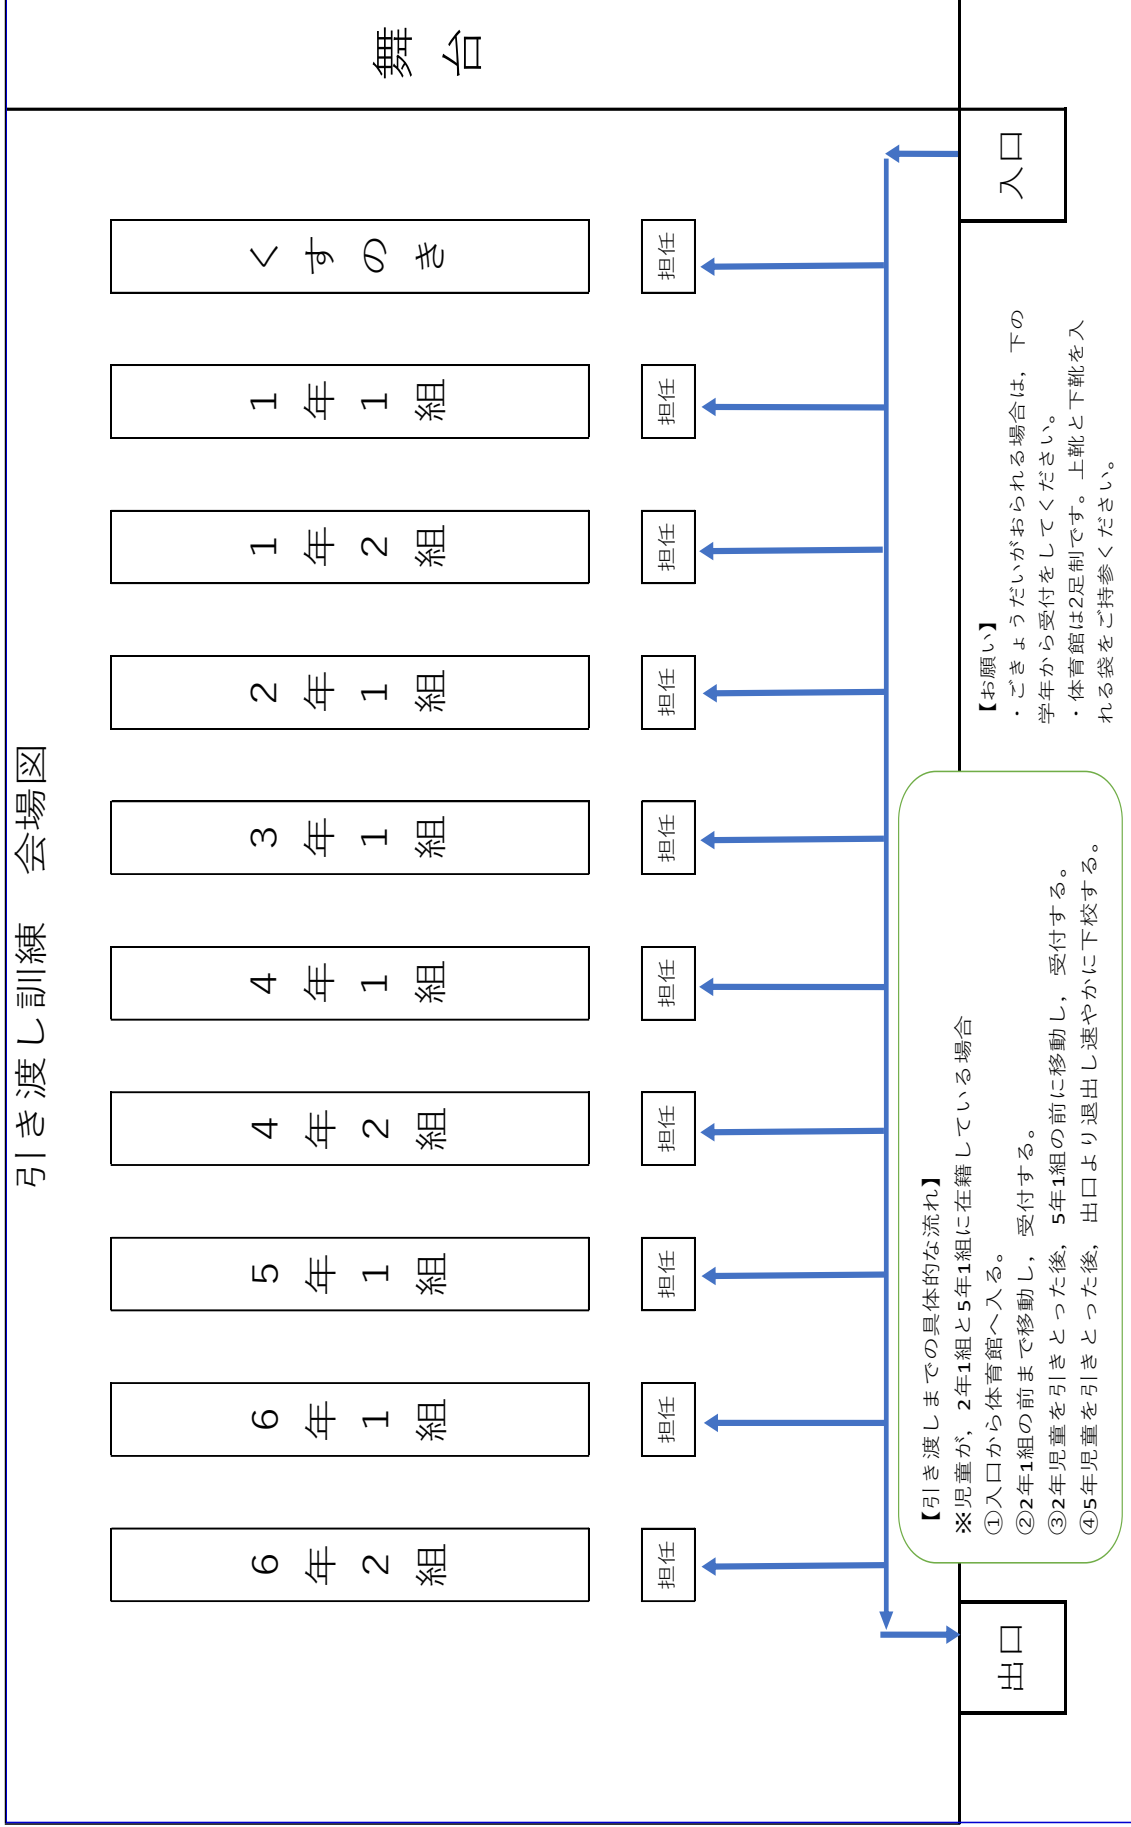 引き渡し訓練　会場図
舞台
くすのき
1年1組
1年2組
2年1組
3年1組
4年1組
4年2組
5年1組
6年1組
6年2組
担任
担任
担任
担任
担任
担任
担任
担任
担任
担任
入口
出口
【お願い】
・ごきょうだいがおられる場合は，下の
学年から受付をしてください。
・体育館は2足制です。上靴と下靴を入
れる袋をご持参ください。
【引き渡しまでの具体的な流れ】
※児童が，2年1組と5年1組に在籍している場合
①入口から体育館へ入る。
②2年1組の前まで移動し，受付する。
③2年児童を引きとった後，5年1組の前に移動し，受付する。
④5年児童を引きとった後，出口より退出し速やかに下校する。